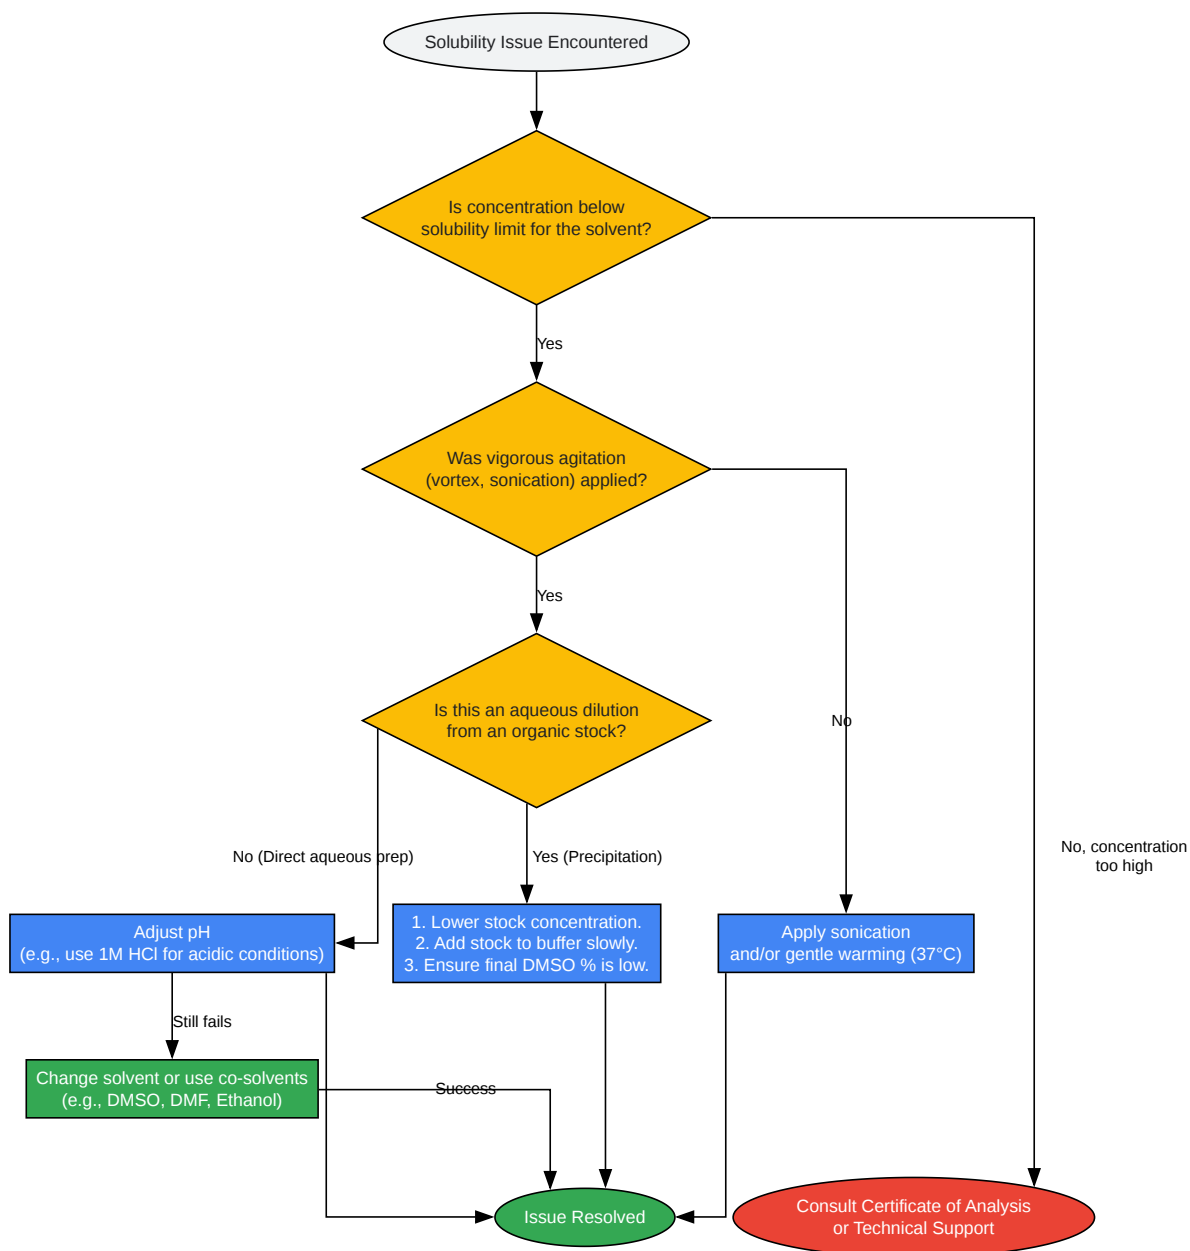 Solubility Issue Encountered
Is concentration below
solubility limit for the solvent?
Yes
Was vigorous agitation
(vortex, sonication) applied?
Yes
Is this an aqueous dilution
from an organic stock?
No
No (Direct aqueous prep)
Yes (Precipitation)
No, concentration
too high
Adjust pH
(e.g., use 1M HCl for acidic conditions)
1. Lower stock concentration.
2. Add stock to buffer slowly.
3. Ensure final DMSO % is low.
Apply sonication
and/or gentle warming (37°C)
Still fails
Change solvent or use co-solvents
(e.g., DMSO, DMF, Ethanol)
Success
Issue Resolved
Consult Certificate of Analysis
or Technical Support